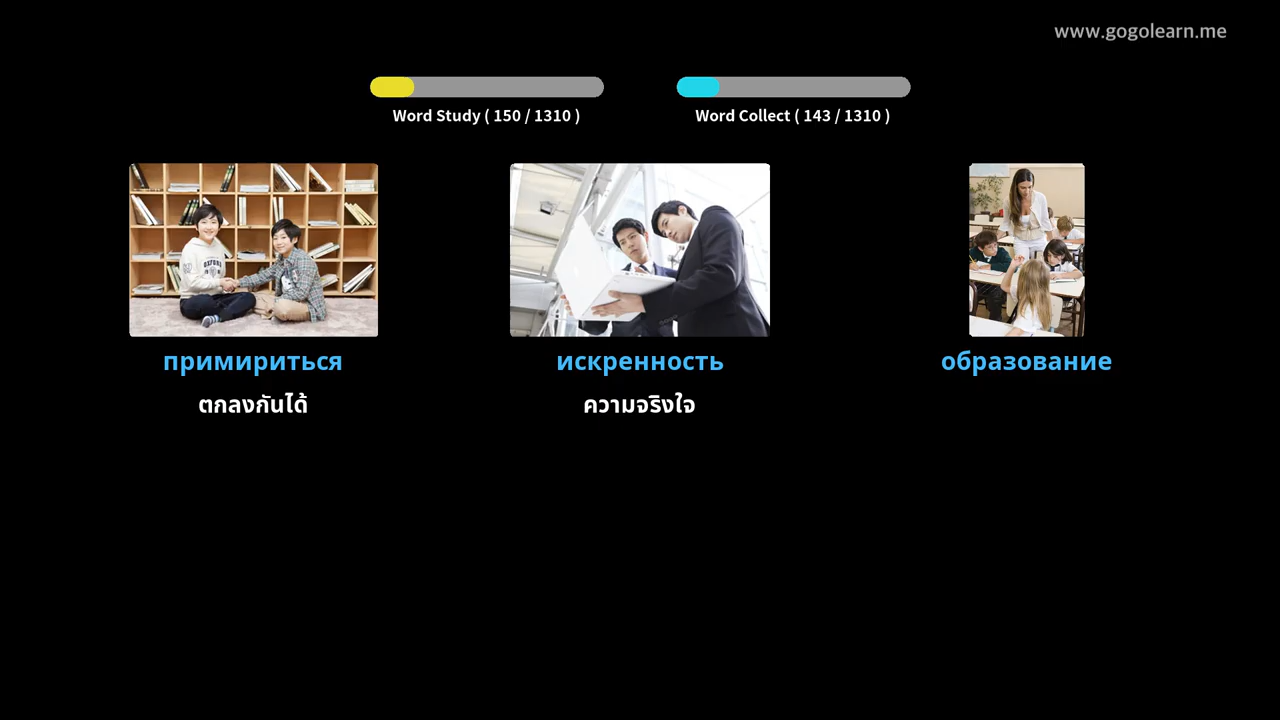 www.gogolearn.me
Word Study ( 150 / 1310 )
Word Collect ( 143 / 1310 )
примириться
искренность
образование
ตกลงกันได้
ความจริงใจ